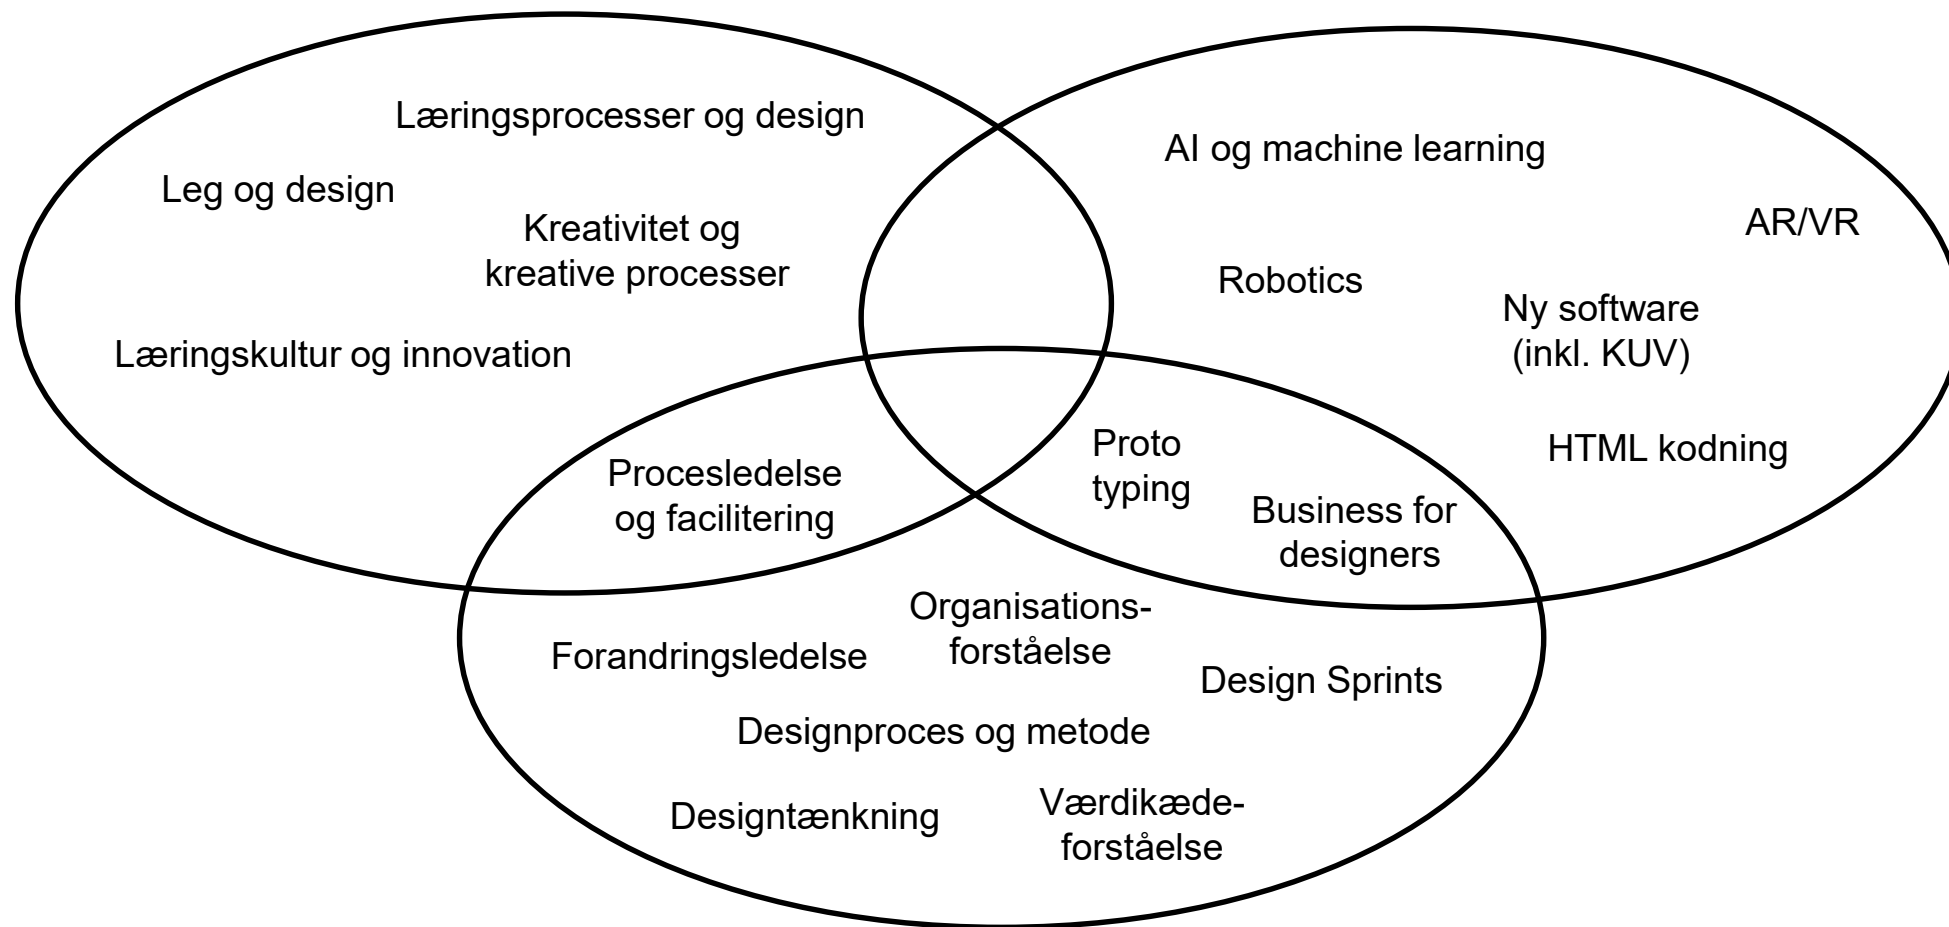 Læringsprocesser og design
Leg og design
Kreativitet og
kreative processer
Læringskultur og innovation
AI og machine learning
AR/VR
Robotics
Ny software
(inkl. KUV)
HTML kodning
Procesledelse
og facilitering
Proto
typing
Business for
designers
Organisations-
forståelse
Forandringsledelse
Design Sprints
Designproces og metode
Designtænkning
Værdikæde-
forståelse